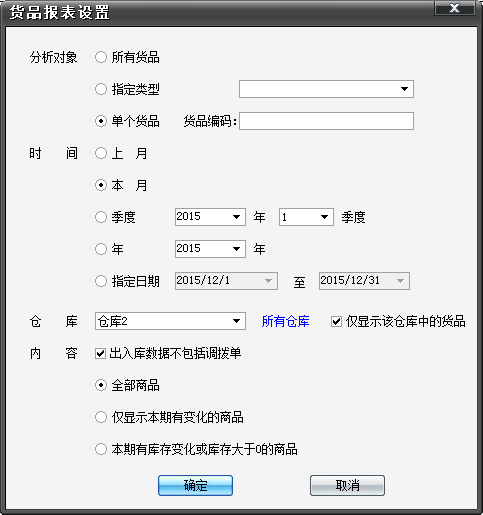 货品报表设置
分析对象 所有货品
指定类型
单个货品 货品编码:
时 间 上 月
本 月
季度 2015 年 1 季度
年 2015 年
指定日期 2015/12/1 至 2015/12/31
仓 库 仓库2 所有仓库 仅显示该仓库中的货品
内 容 出入库数据不包括调拨单
全部商品
仅显示本期有变化的商品
本期有库存变化或库存大于0的商品
确定 取消